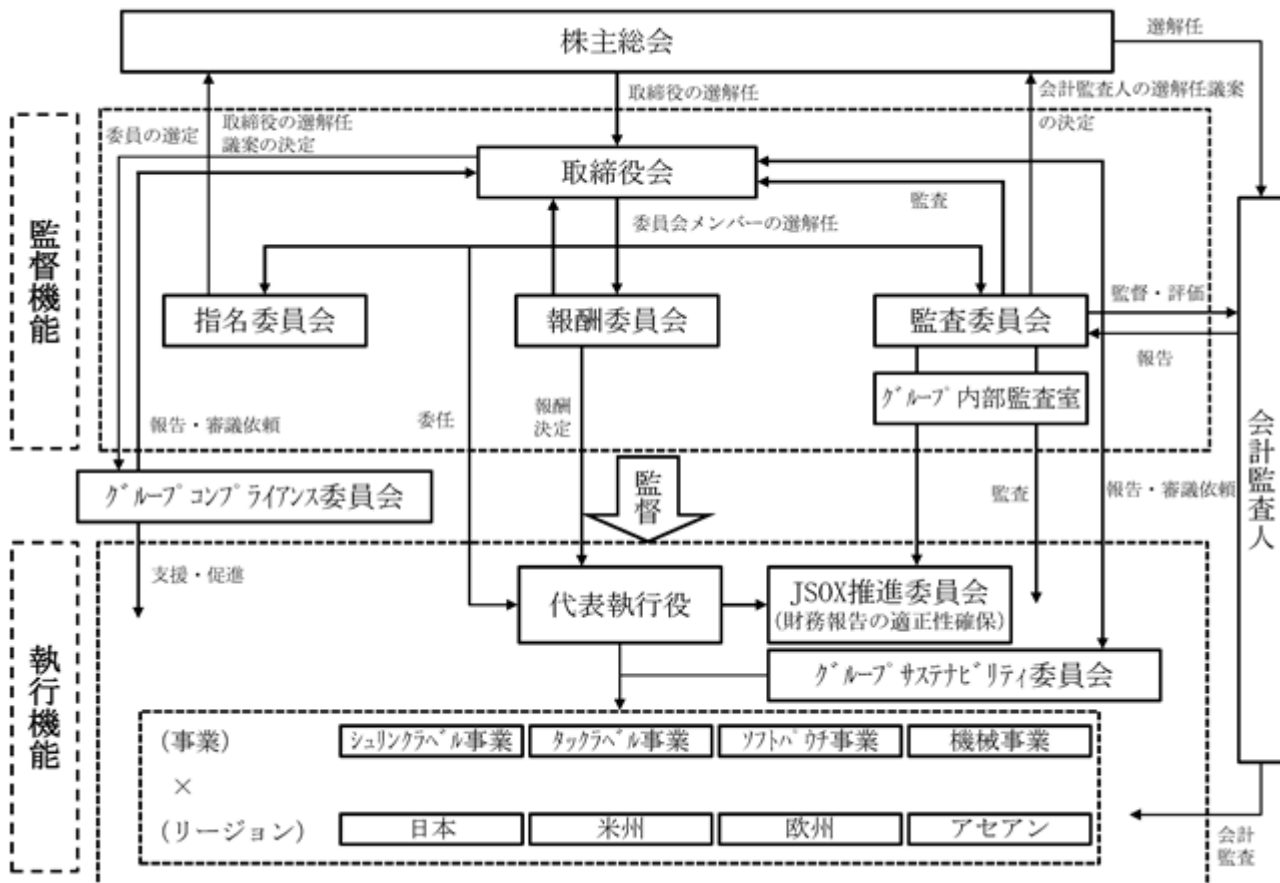 株主総会
選解任
取締役の選解任
会計監査人の選解任議案
の決定
委員の選定
取締役の選解任
議案の決定
取締役会
監査
委員会メンバーの選解任
監督機能
指名委員会
報酬委員会
監査委員会
監督・評価
報告
グループ内部監査室
会計監査人
報告・審議依頼
委任
報酬
決定
グループコンプライアンス委員会
監督
監査
報告・審議依頼
執行機能
支援・促進
代表執行役
JSOX推進委員会
(財務報告の適正性確保)
グループサステナビリティ委員会
(事業)
シュリンクラベル事業
タックラベル事業
ソフトパウチ事業
機械事業
×
(リージョン)
日本
米州
欧州
アセアン
会計
監査